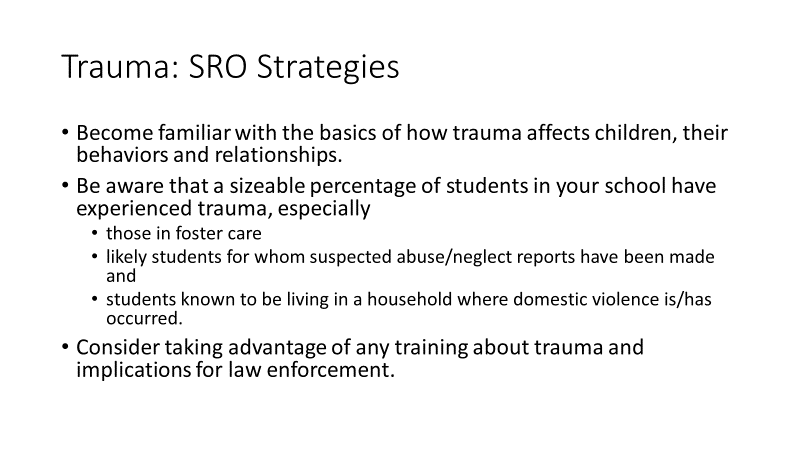 Trauma: SRO Strategies
• Become familiar with the basics of how trauma affects children, their
behaviors and relationships.
• Be aware that a sizeable percentage of students in your school have
experienced trauma, especially
• those in foster care
• likely students for whom suspected abuse/neglect reports have been made
and
• students known to be living in a household where domestic violence is/has
occurred.
• Consider taking advantage of any training about trauma and
implications for law enforcement.